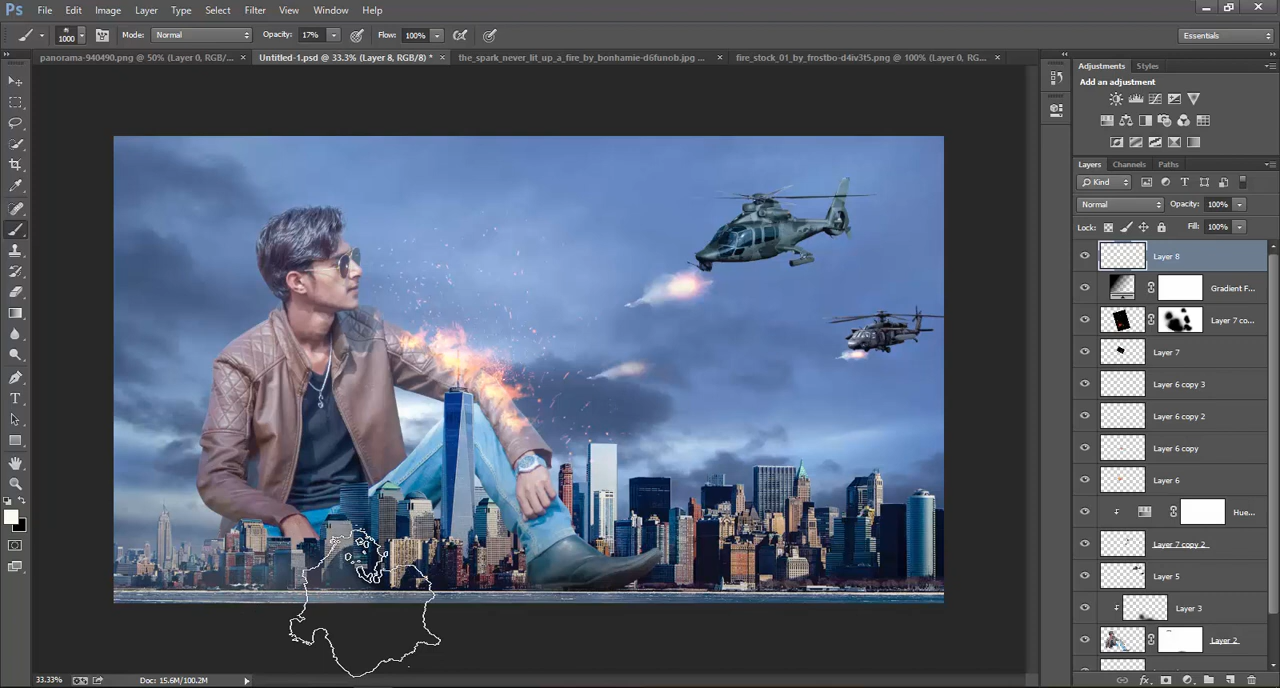 Ps File Edit Image Layer Type Select Filter View Window Help
1000 Mode: Normal Opacity: 17% Flow: 100% Essentials
panorama-940490.png @ 50% (Layer 0, RGB/... × Untitled-1.psd @ 33.3% (Layer 8, RGB/8) * × the_spark_never_lit_up_a_fire_by_bonhamie-d6funob.jpg ... × fire_stock_01_by_frostbo-d4iv3t5.png @ 100% (Layer 0, RG... ×
Adjustments Styles
Add an adjustment
Layers Channels Paths
Kind
Normal Opacity: 100%
Lock: Fill: 100%
Layer 8
Gradient F...
Layer 7 co...
Layer 7
Layer 6 copy 3
Layer 6 copy 2
Layer 6 copy
Layer 6
Hue...
Layer 7 copy 2
Layer 5
Layer 3
Layer 2
33.33% Doc: 15.6M/100.2M